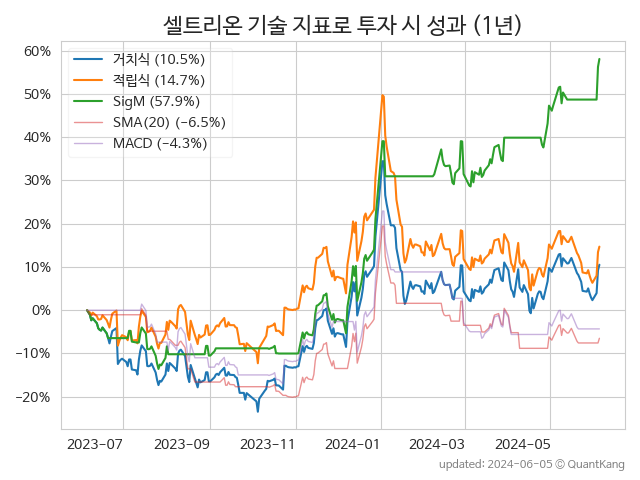 셀트리온 기술 지표로 투자 시 성과 (1년)
60%
50%
40%
30%
20%
10%
0%
−10%
−20%
거치식 (10.5%)
적립식 (14.7%)
SigM (57.9%)
SMA(20) (−6.5%)
MACD (−4.3%)
2023−07 2023−09 2023−11 2024−01 2024−03 2024−05
updated: 2024-06-05 ⓒ QuantKang